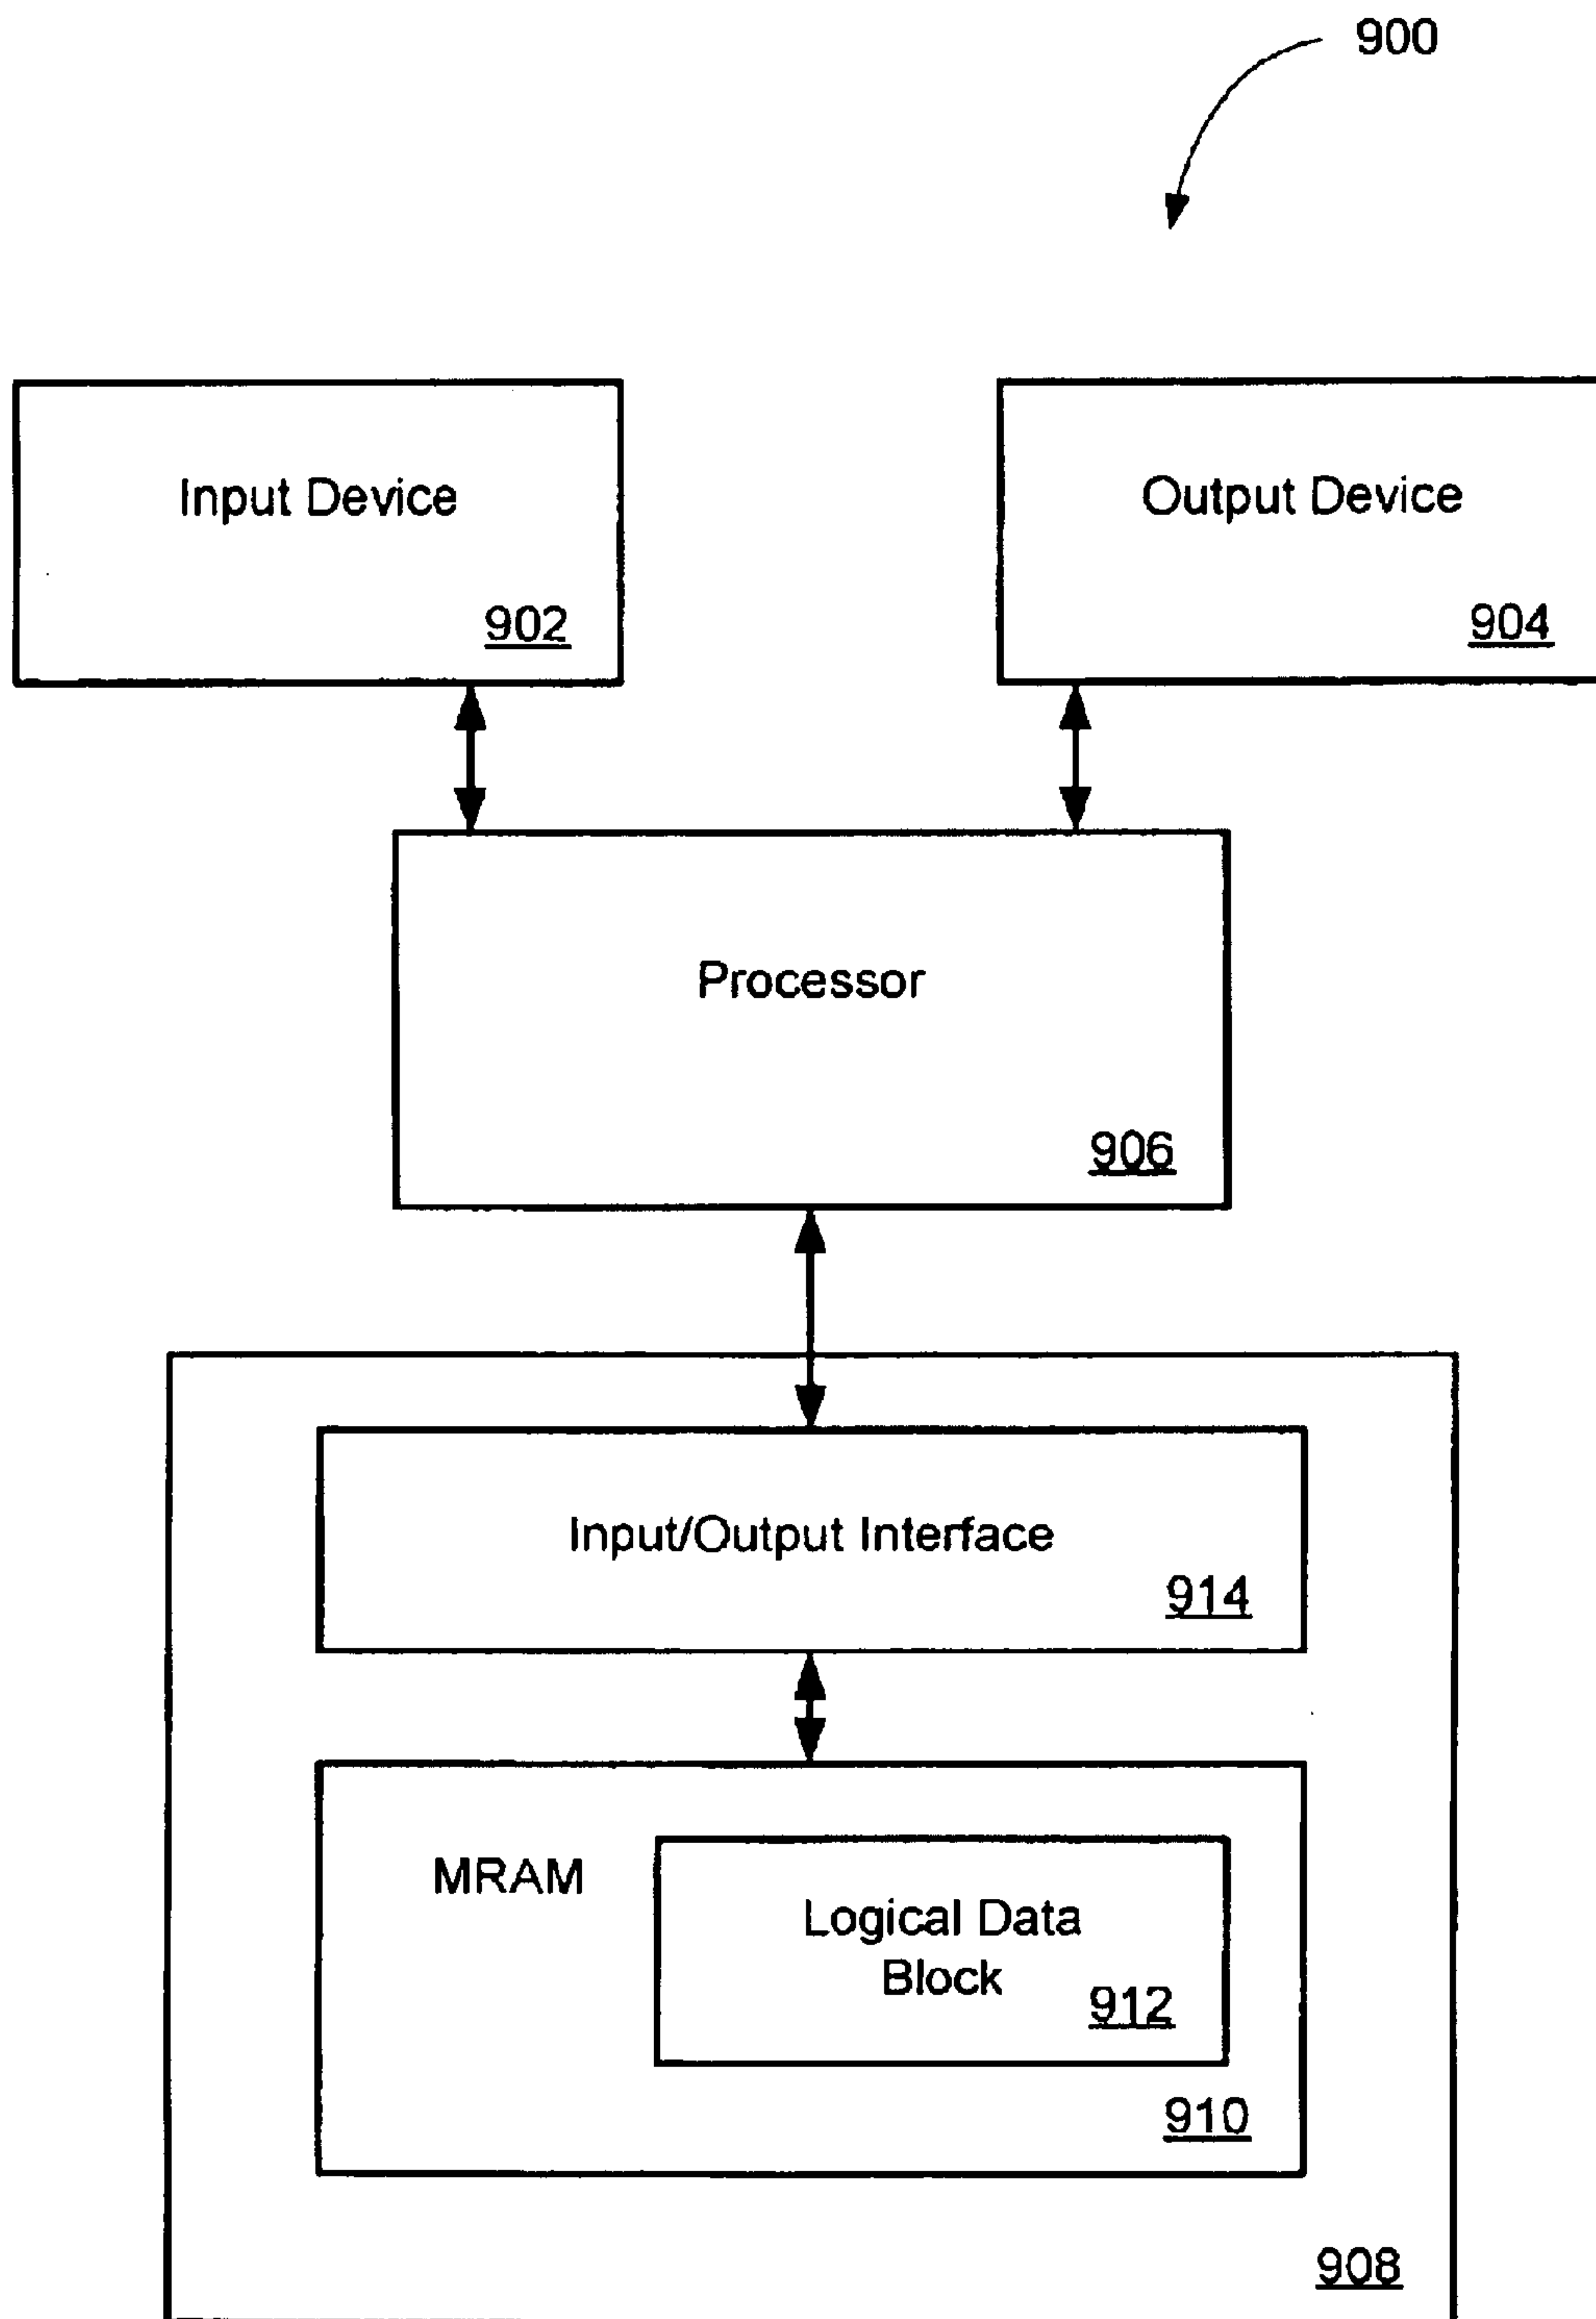 900
Input Device
902
Output Device
904
Processor
906
Input/Output Interface
914
MRAM
Logical Data
Block
912
910
908